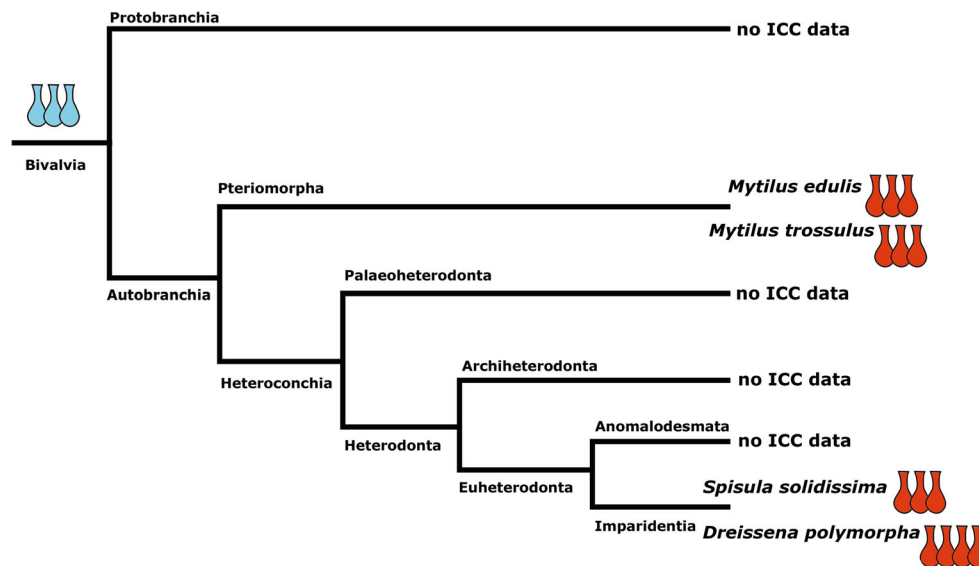 Protobranchia
no ICC data
Bivalvia
Pteriomorpha
Mytilus edulis
Mytilus trossulus
Autobranchia
Palaeoheterodonta
no ICC data
Heteroconchia
Archiheterodonta
no ICC data
Heterodonta
Anomalodesmata
no ICC data
Euheterodonta
Spisula solidissima
Imparidentia
Dreissena polymorpha